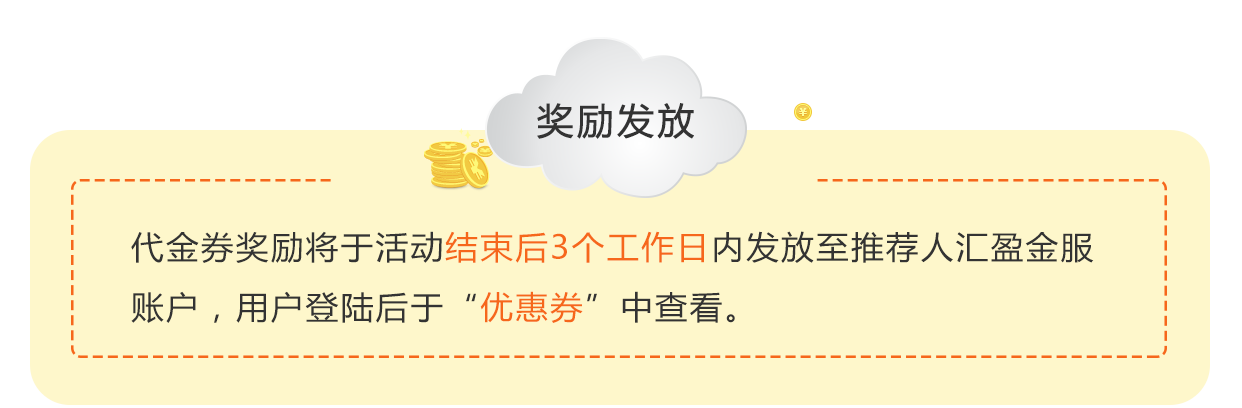 奖励发放
代金券奖励将于活动结束后3个工作日内发放至推荐人汇盈金服
账户，用户登陆后于“优惠券”中查看。